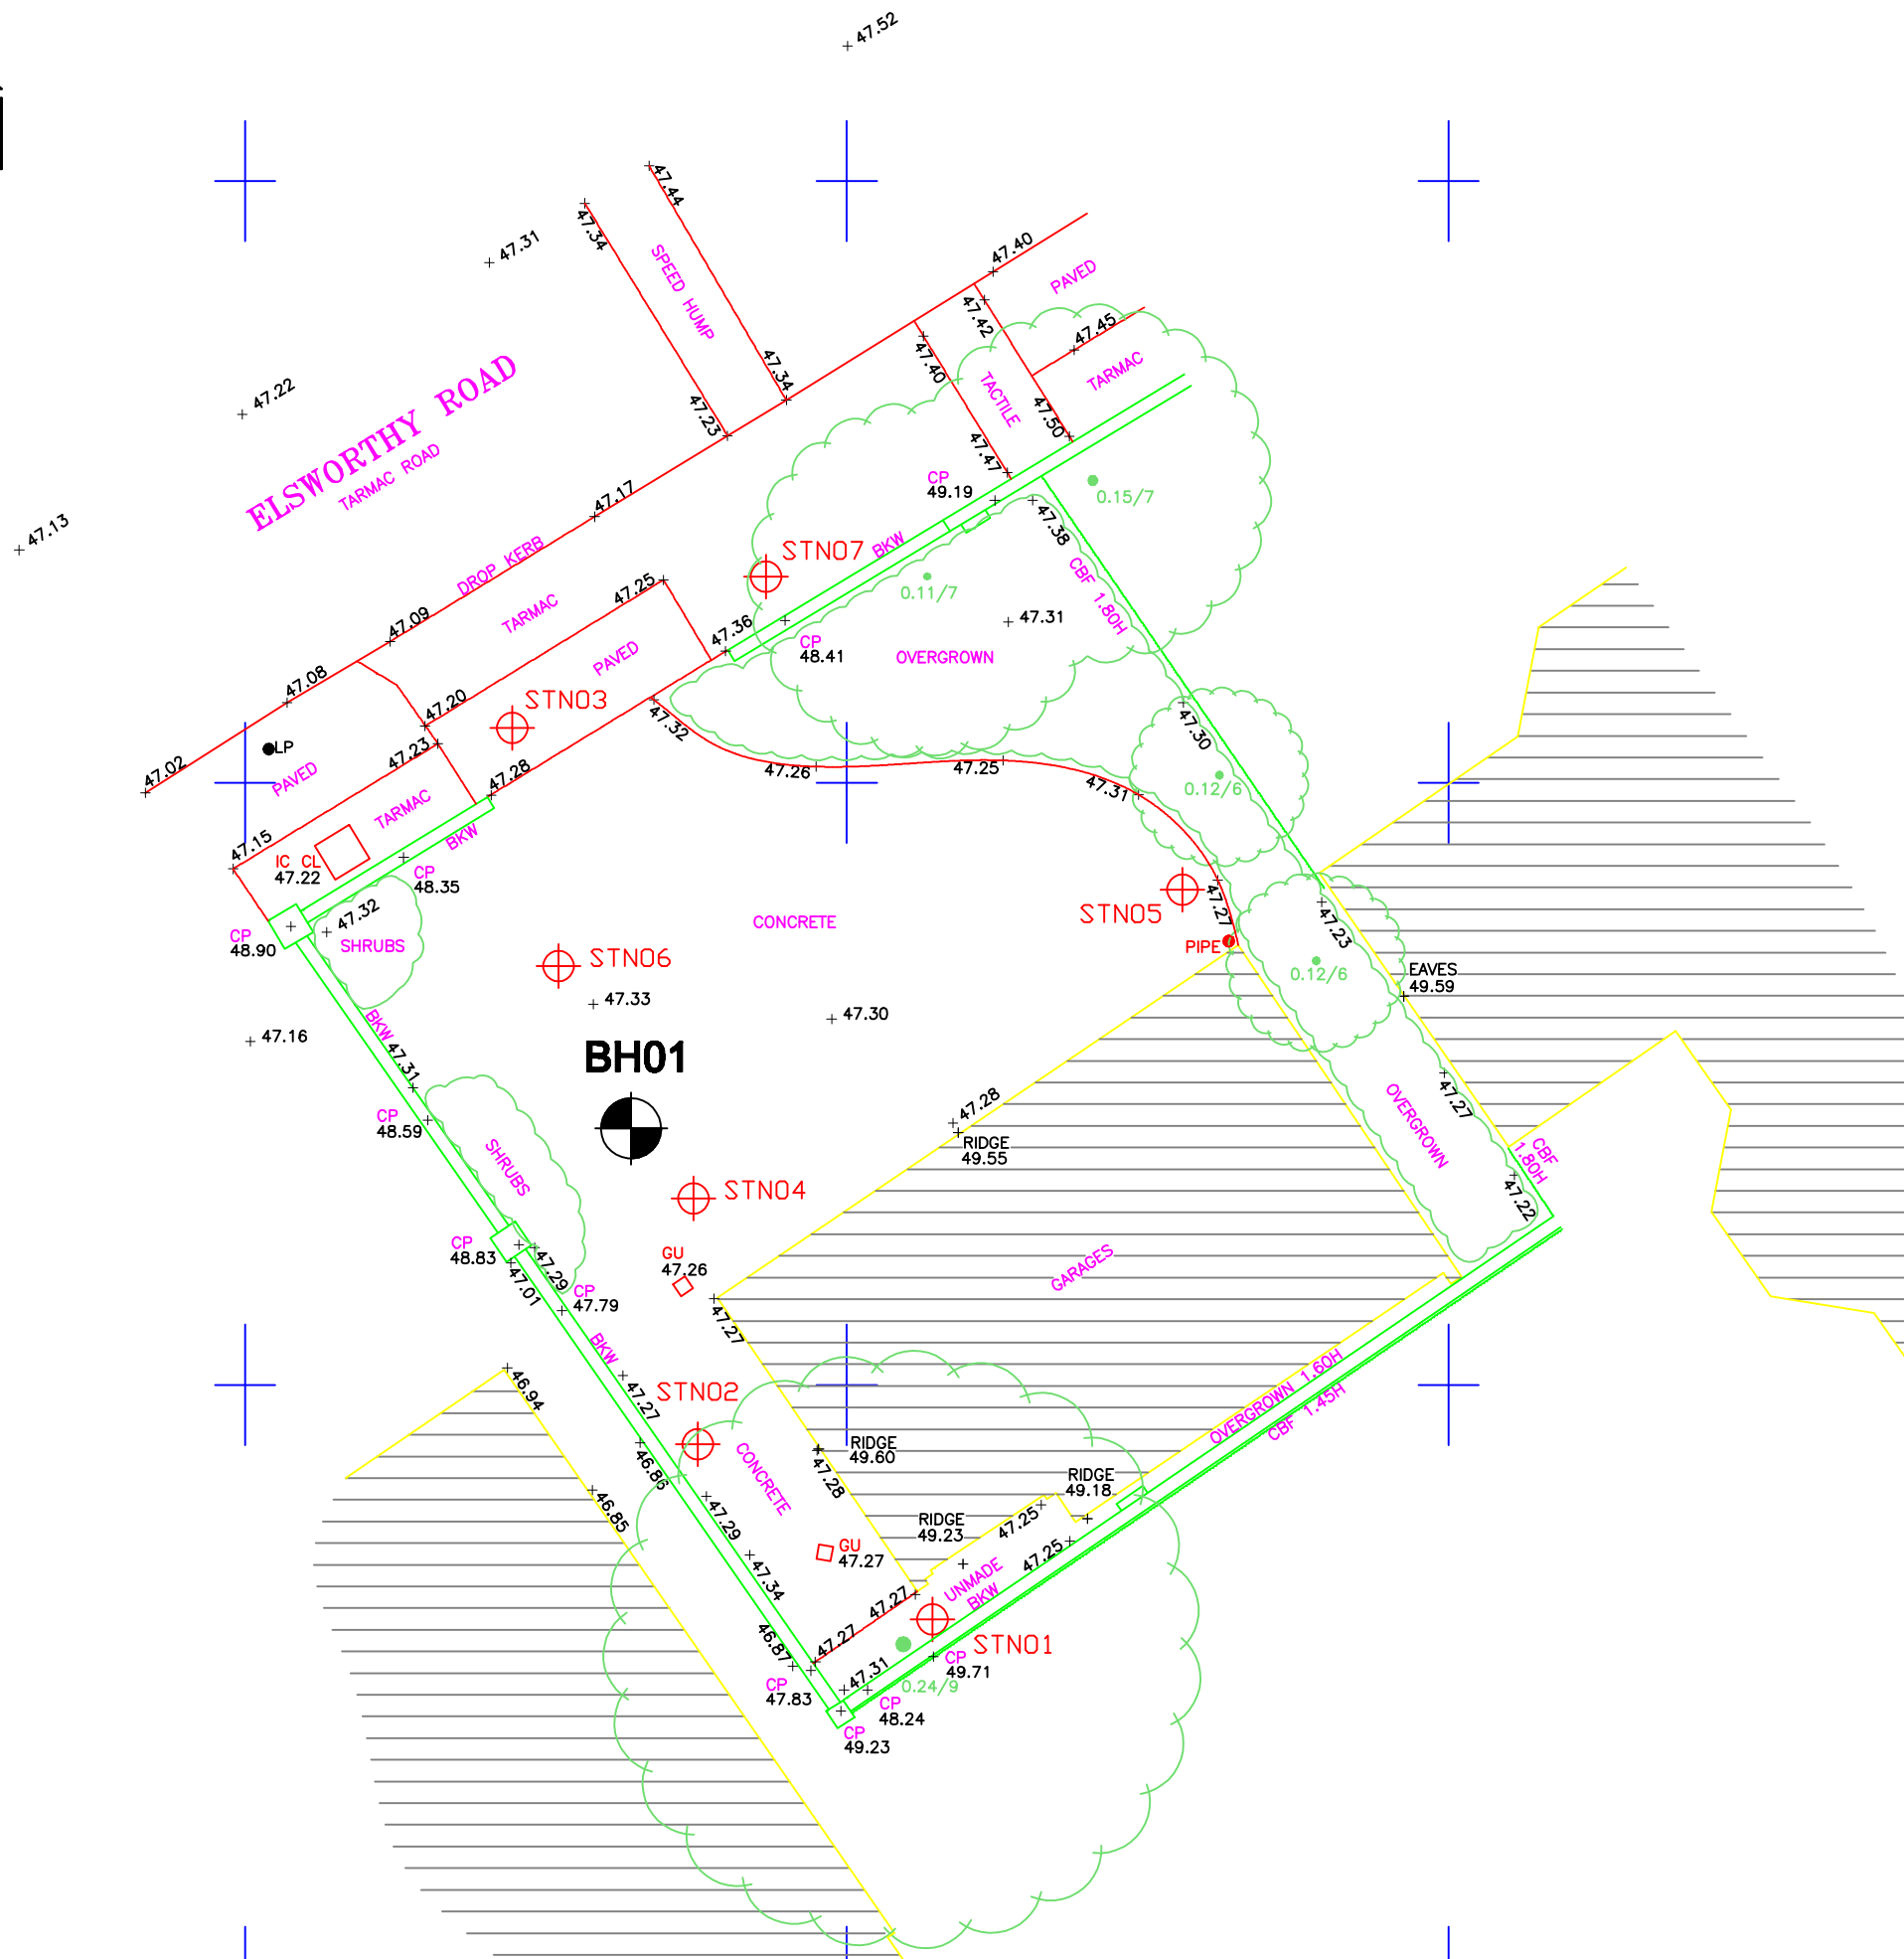 47.52
47.44
47.34
47.31
SPEED HUMP
47.40
PAVED
47.42
47.45
47.40
TARMAC
TACTILE
47.34
47.22
47.23
47.50
ELSWORTHY ROAD
TARMAC ROAD
47.47
CP
49.19
0.15/7
47.17
47.13
47.38
DROP KERB
STN07
BKW
CBF 1.80H
47.25
0.11/7
TARMAC
47.09
47.36
47.31
CP
48.41
PAVED
OVERGROWN
47.08
47.20
STN03
47.32
47.30
LP
47.23
47.02
PAVED
47.28
47.26
47.25
47.31
0.12/6
TARMAC
BKW
47.15
IC CL
47.22
CP
48.35
47.27
STN05
47.32
CONCRETE
47.23
CP
48.90
SHRUBS
PIPE
STN06
0.12/6
EAVES
49.59
47.33
47.30
BKW
47.16
BH01
47.31
47.28
47.27
CP
48.59
OVERGROWN
RIDGE
49.55
SHRUBS
CBF
1.80H
STN04
47.22
CP
48.83
GU
47.26
GARAGES
47.29
47.01
CP
47.79
47.27
BKW
OVERGROWN 1.60H
CBF 1.45H
46.94
STN02
47.27
RIDGE
49.60
46.86
CONCRETE
47.28
RIDGE
49.18
46.85
47.29
RIDGE
49.23
47.25
GU
47.27
47.25
47.34
UNMADE
BKW
47.27
46.87
47.27
STN01
CP
49.71
47.31
CP
47.83
0.24/9
CP
48.24
CP
49.23